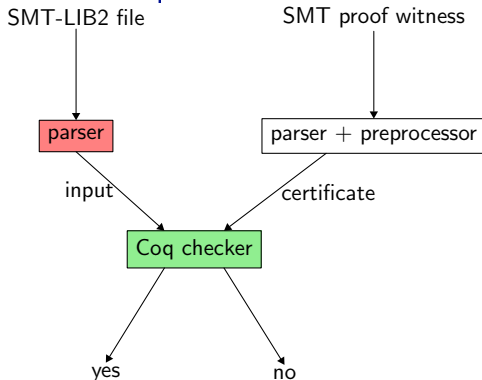 SMT-LIB2 file
SMT proof witness
parser
parser + preprocessor
input
certificate
Coq checker
yes
no